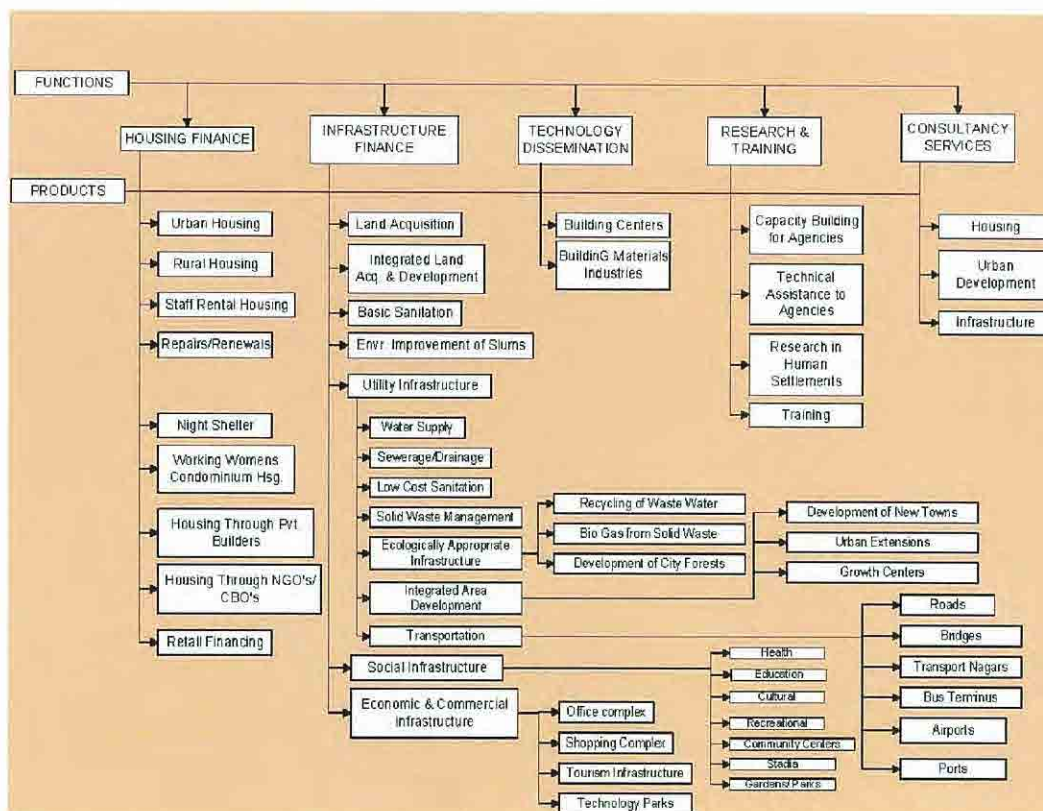 FUNCTIONS
HOUSING FINANCE
INFRASTRUCTURE
FINANCE
TECHNOLOGY
DISSEMINATION
RESEARCH &
TRAINING
CONSULTANCY
SERVICES
PRODUCTS
Urban Housing
Rural Housing
Staff Rental Housing
Repairs/Renewals
Night Shelter
Working Womens
Condominium Hsg.
Housing Through Pvt
Builders
Housing Through NGO's/
CBO's
Retail Financing
Land Acquisition
Integrated Land
Acq. & Development
Basic Sanitation
Envr. Improvement of Slums
Utility Infrastructure
Water Supply
Sewerage/Drainage
Low Cost Sanitation
Solid Waste Management
Ecologically Appropriate
Infrastructure
Integrated Area
Development
Transportation
Social Infrastructure
Economic & Commercial
Infrastructure
Recycling of Waste Water
Bio Gas from Solid Waste
Development of City Forests
Development of New Towns
Urban Extensions
Growth Centers
Roads
Bridges
Transport Nagars
Bus Terminus
Airports
Ports
Health
Education
Cultural
Recreational
Community Centers
Stadia
Gardens/Parks
Office complex
Shopping Complex
Tourism Infrastructure
Technology Parks
Building Centers
BuildinG Materials
Industries
Capacity Building
for Agencies
Technical
Assistance to
Agencies
Research in
Human
Settlements
Training
Housing
Urban
Development
Infrastructure